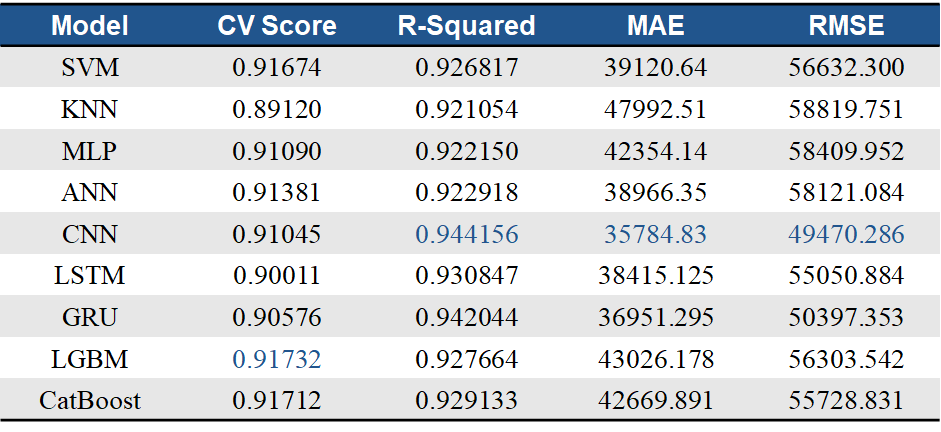 Model CV Score R-Squared MAE RMSE
SVM 0.91674 0.926817 39120.64 56632.300
KNN 0.89120 0.921054 47992.51 58819.751
MLP 0.91090 0.922150 42354.14 58409.952
ANN 0.91381 0.922918 38966.35 58121.084
CNN 0.91045 0.944156 35784.83 49470.286
LSTM 0.90011 0.930847 38415.125 55050.884
GRU 0.90576 0.942044 36951.295 50397.353
LGBM 0.91732 0.927664 43026.178 56303.542
CatBoost 0.91712 0.929133 42669.891 55728.831